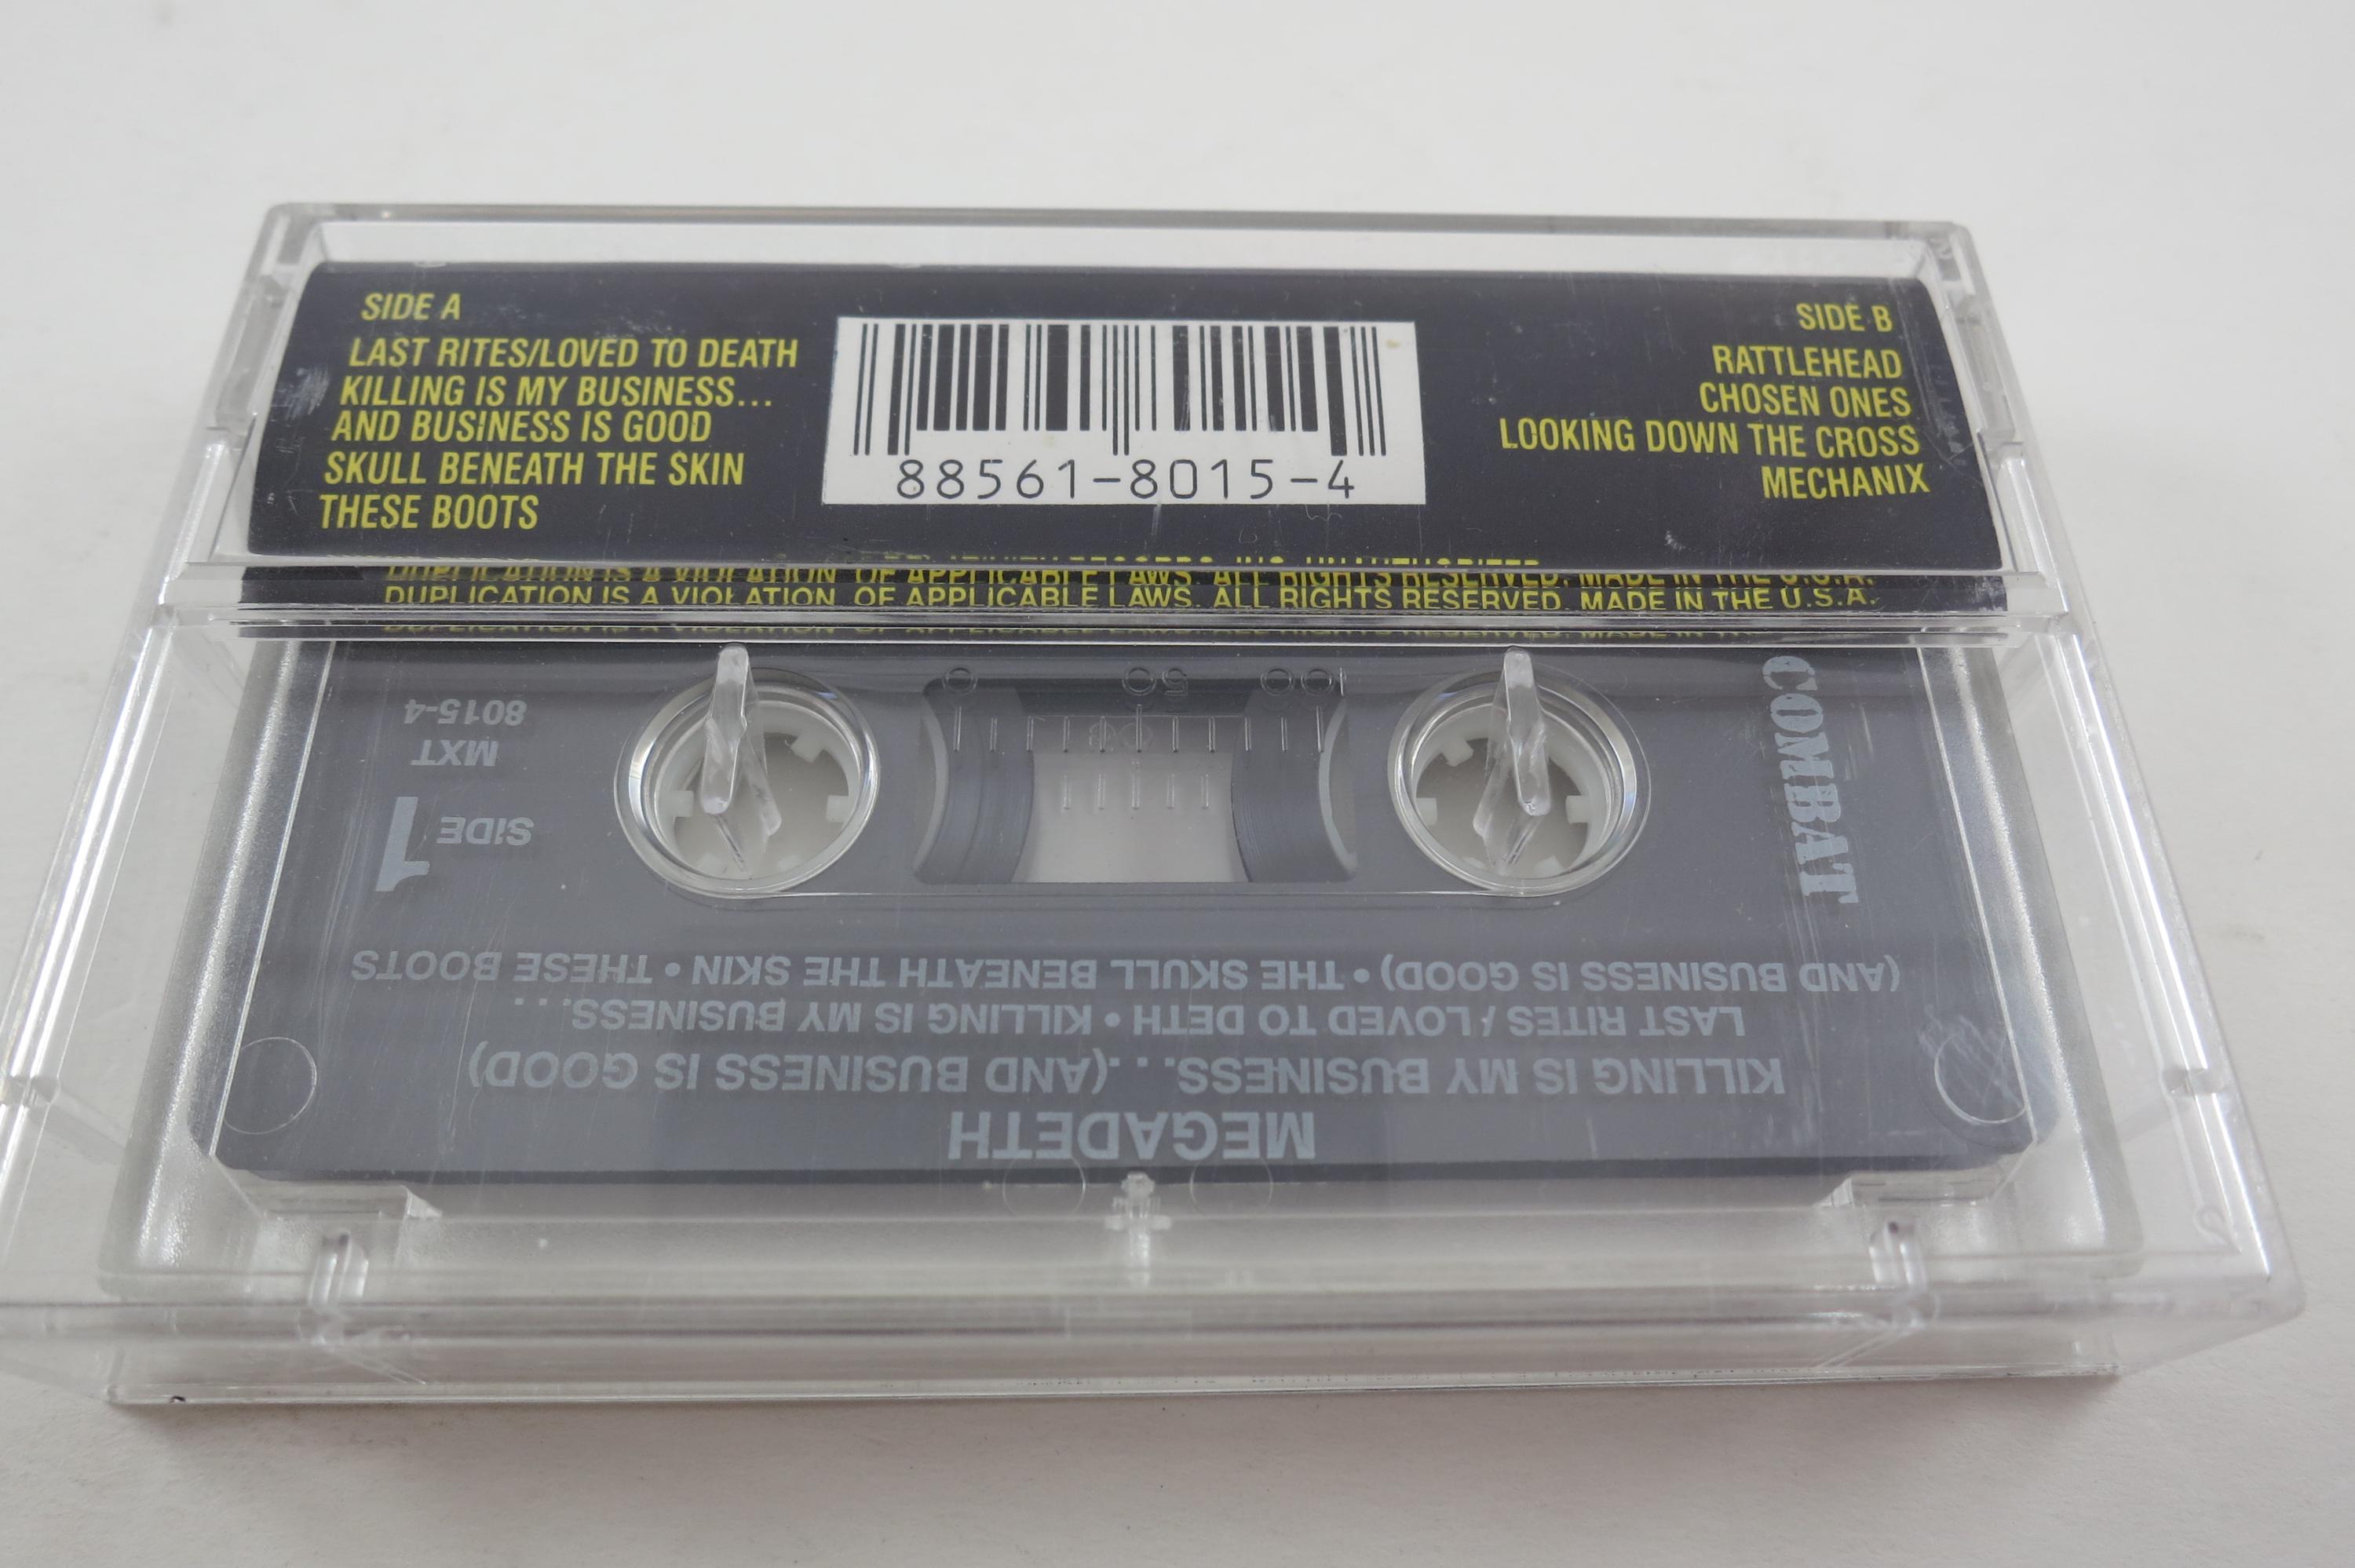 SIDE A
LAST RITES/LOVED TO DEATH
KILLING IS MY BUSINESS...
AND BUSINESS IS GOOD
SKULL BENEATH THE SKIN
THESE BOOTS
88561-8015-4
SIDE B
RATTLEHEAD
CHOSEN ONES
LOOKING DOWN THE CROSS
MECHANIX
DUPLICATION IS A VIOLATION OF APPLICABLE LAWS. ALL RIGHTS RESERVED. MADE IN THE U.S.A.
MEGADETH
KILLING IS MY BUSINESS. . .(AND BUSINESS IS GOOD)
LAST RITES / LOVED TO DETH • KILLING IS MY BUSINESS. . .
(AND BUSINESS IS GOOD) • THE SKULL BENEATH THE SKIN • THESE BOOTS
COMBAT
SIDE 1
MXT
8015-4
100 50 0